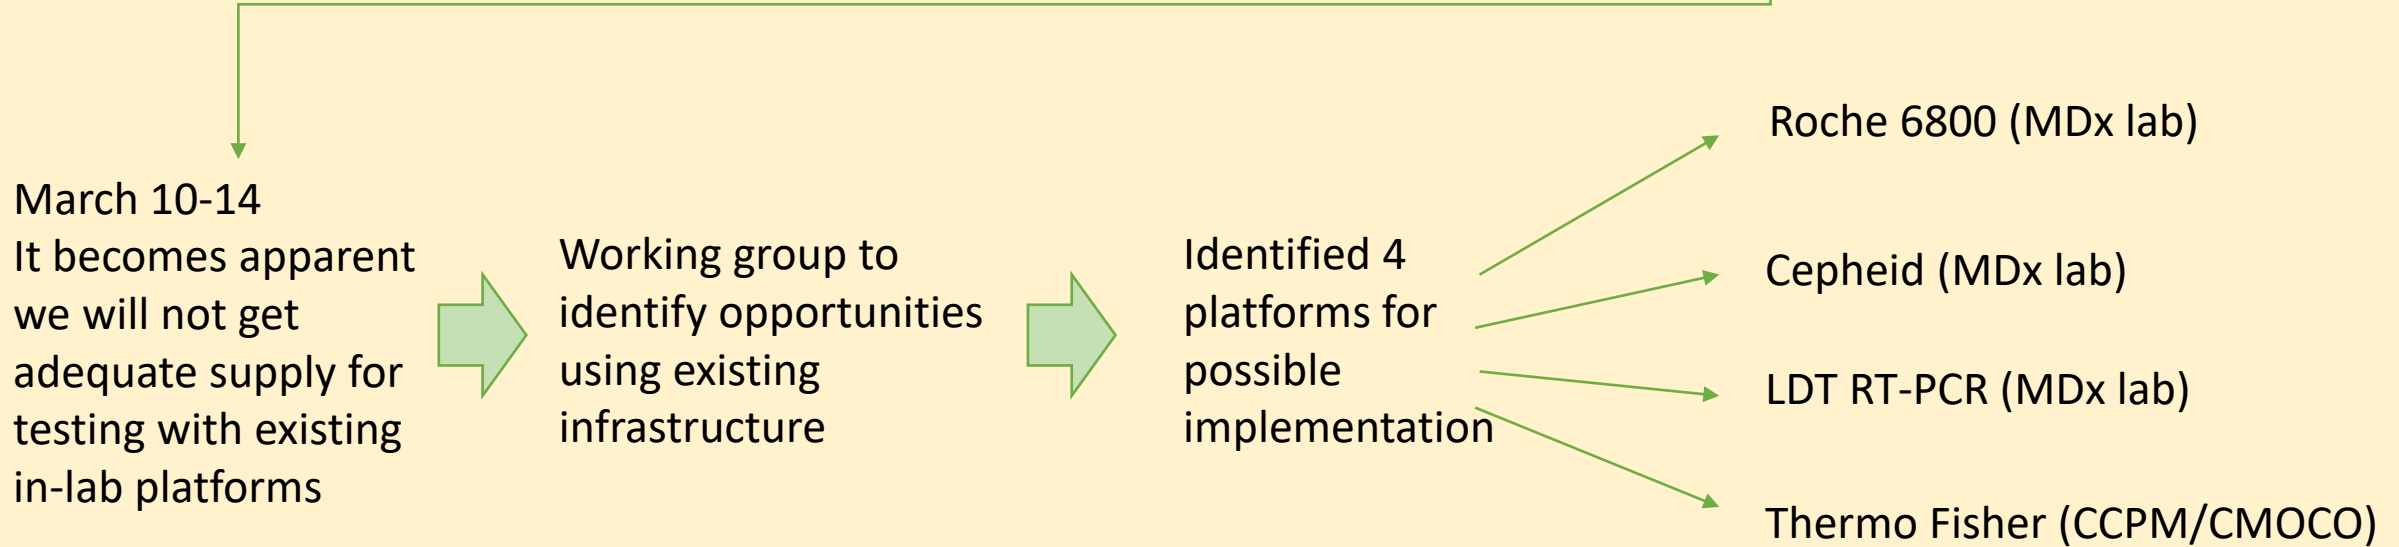 March 10-14
It becomes apparent
we will not get
adequate supply for
testing with existing
in-lab platforms
Working group to
identify opportunities
using existing
infrastructure
Identified 4
platforms for
possible
implementation
Roche 6800 (MDx lab)
Cepheid (MDx lab)
LDT RT-PCR (MDx lab)
Thermo Fisher (CCPM/CMOCO)